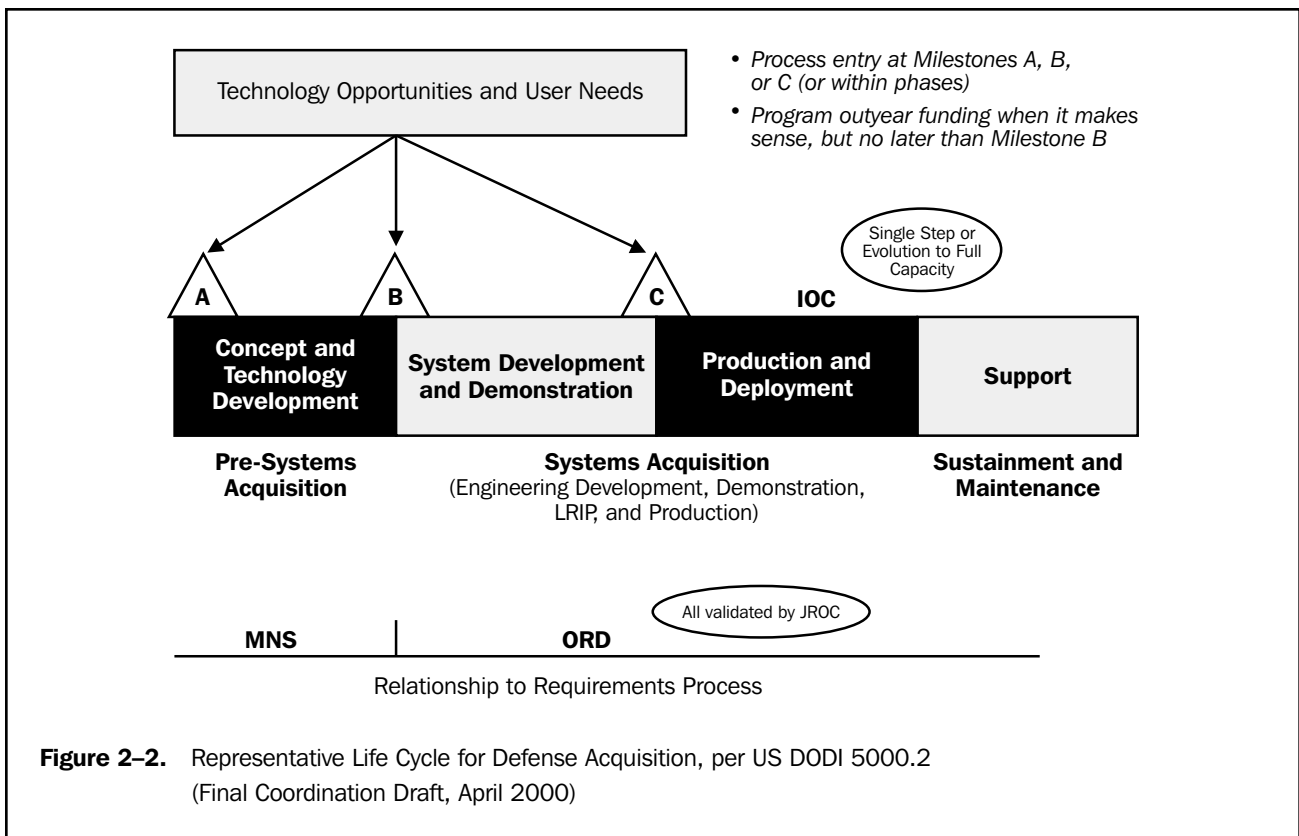 Technology Opportunities and User Needs
• Process entry at Milestones A, B,
or C (or within phases)
• Program outyear funding when it makes
sense, but no later than Milestone B
Single Step or
Evolution to Full
Capacity
A
B
C
IOC
Concept and
Technology
Development
System Development
and Demonstration
Production and
Deployment
Support
Pre-Systems
Acquisition
Systems Acquisition
(Engineering Development, Demonstration,
LRIP, and Production)
Sustainment and
Maintenance
All validated by JROC
MNS
ORD
Relationship to Requirements Process
Figure 2–2. Representative Life Cycle for Defense Acquisition, per US DODI 5000.2
(Final Coordination Draft, April 2000)